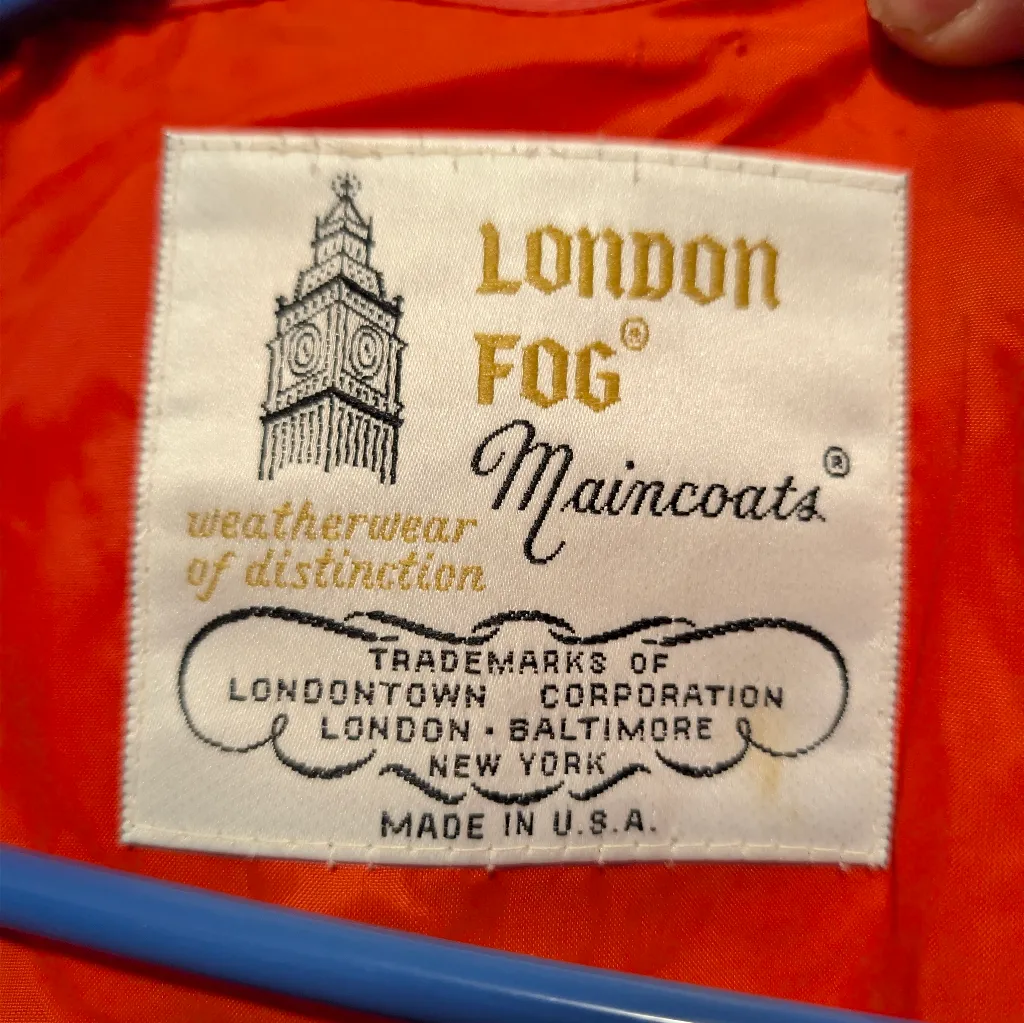 LONDON
FOG®
Maincoats®
weatherwear
of distinction
TRADEMARKS OF
LONDONTOWN CORPORATION
LONDON · BALTIMORE
NEW YORK
MADE IN U.S.A.